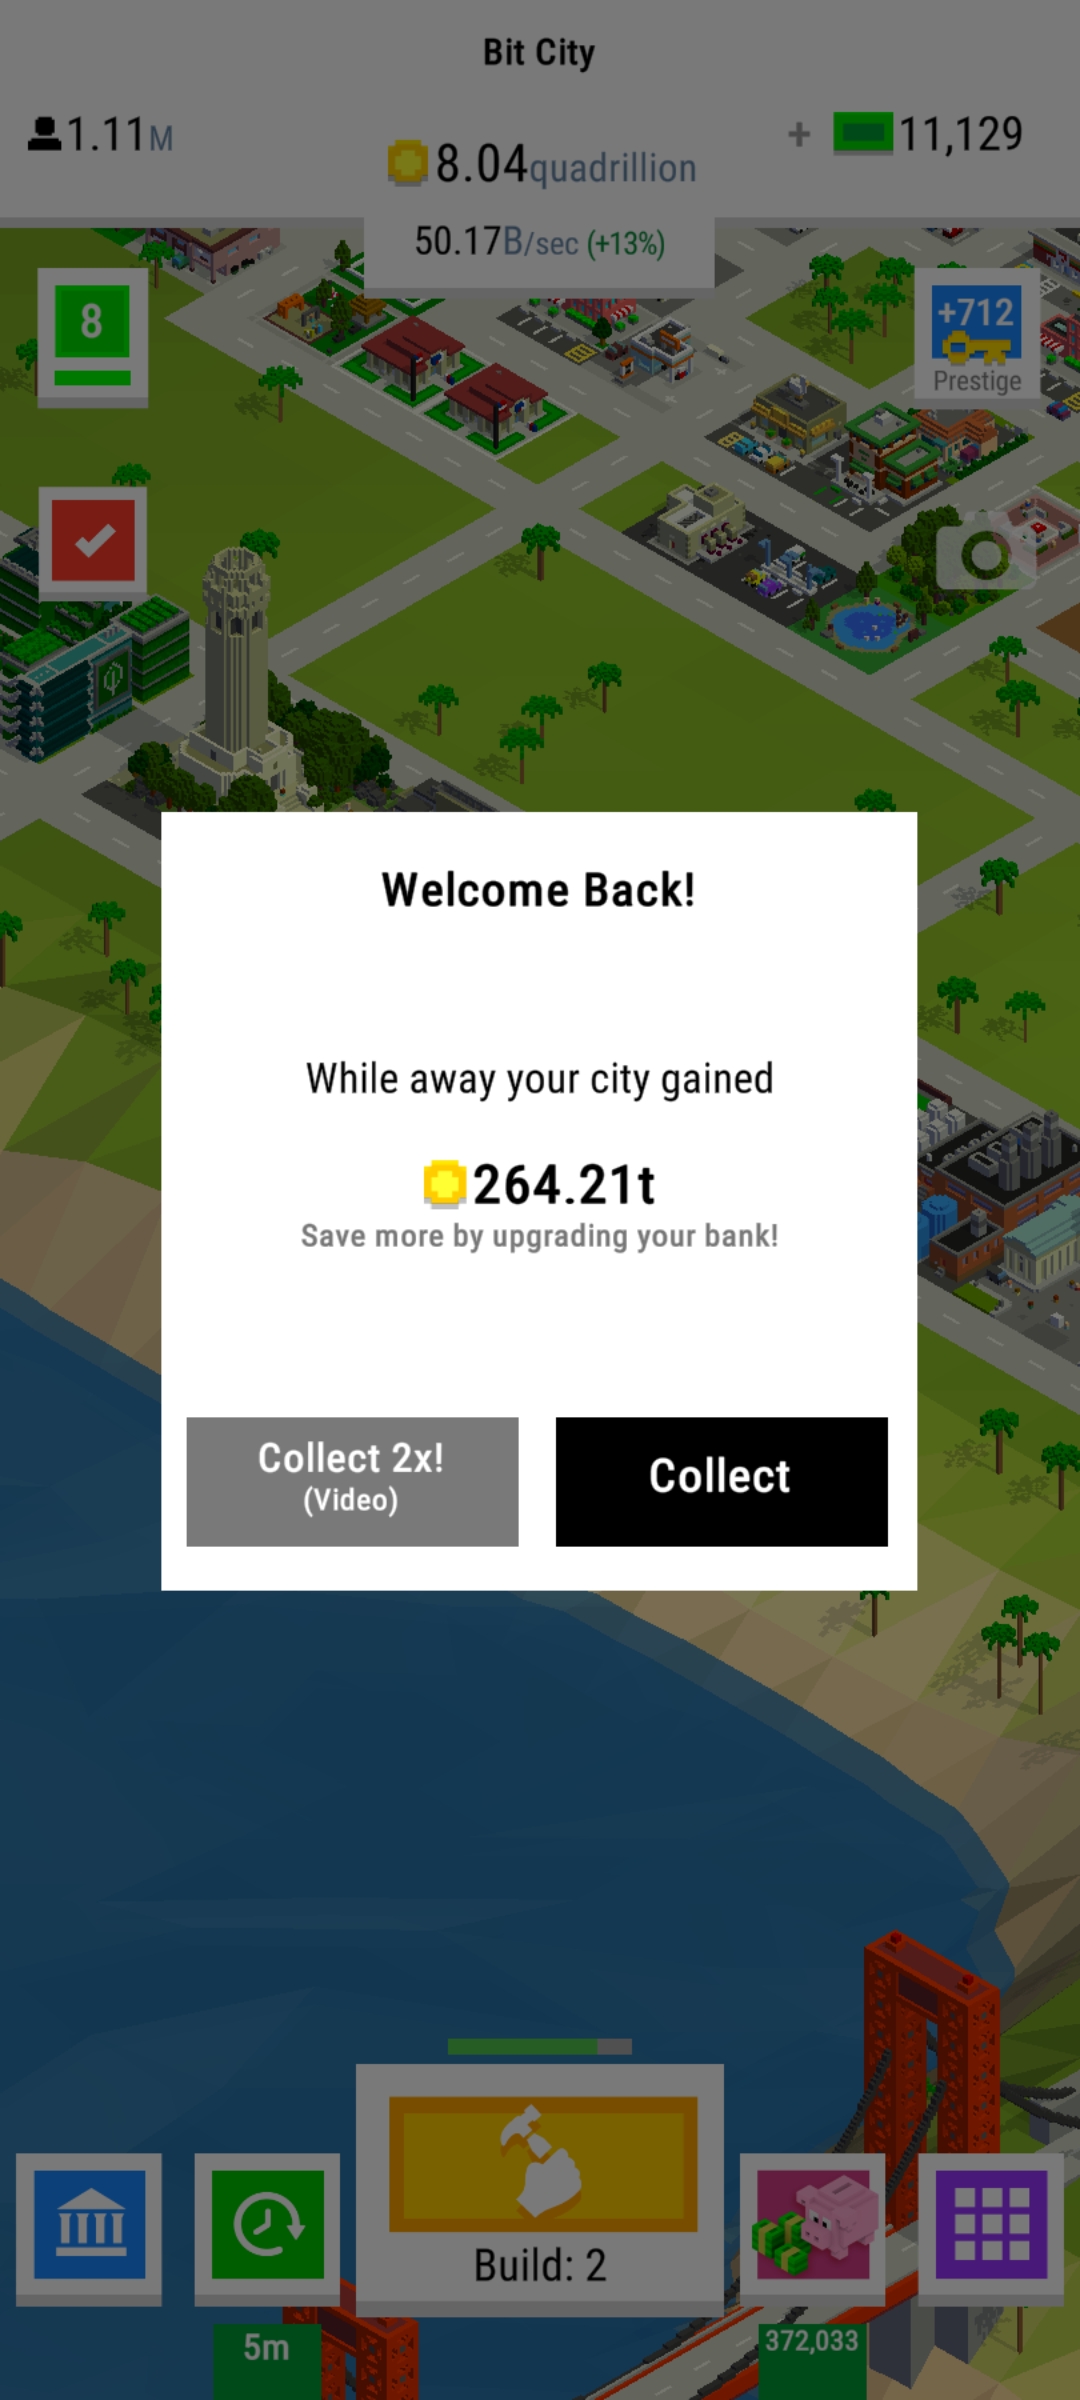 Bit City
1.11M
8.04quadrillion
+ 11,129
50.17B/sec (+13%)
8
+712
Prestige
Welcome Back!
While away your city gained
264.21t
Save more by upgrading your bank!
Collect 2x!
(Video)
Collect
Build: 2
5m
372,033